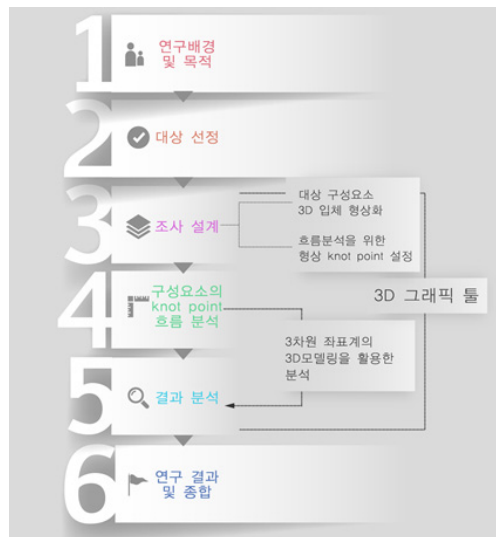 1
연구배경
및 목적
2
대상 선정
3
조사 설계
대상 구성요소
3D 입체 형상화
흐름분석을 위한
형상 knot point 설정
3D 그래픽 툴
4
구성요소의
knot point
흐름 분석
3차원 좌표계의
3D모델링을 활용한
분석
5
결과 분석
6
연구 결과
및 종합